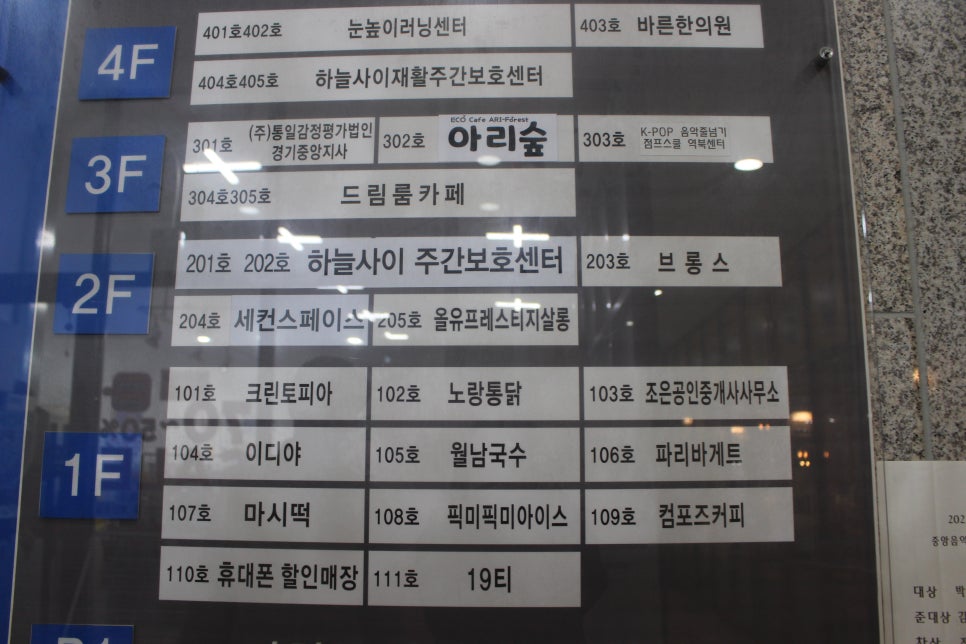 4F
401호402호 눈높이러닝센터
403호 바른한의원
404호405호 하늘사이재활주간보호센터
3F
301호 (주)통일감정평가법인
경기중앙지사
302호 ECO Cafe ARI-Forest
아리숲
303호 K-POP 음악줄넘기
점프스쿨 역북센터
304호305호 드림룸카페
2F
201호 202호 하늘사이 주간보호센터
203호 브롱스
204호 세컨스페이스
205호 올유프레스티지살롱
1F
101호 크린토피아
102호 노랑통닭
103호 조은공인중개사사무소
104호 이디야
105호 월남국수
106호 파리바게트
107호 마시떡
108호 픽미픽미아이스
109호 컴포즈커피
110호 휴대폰 할인매장
111호 19티
대상
준대상